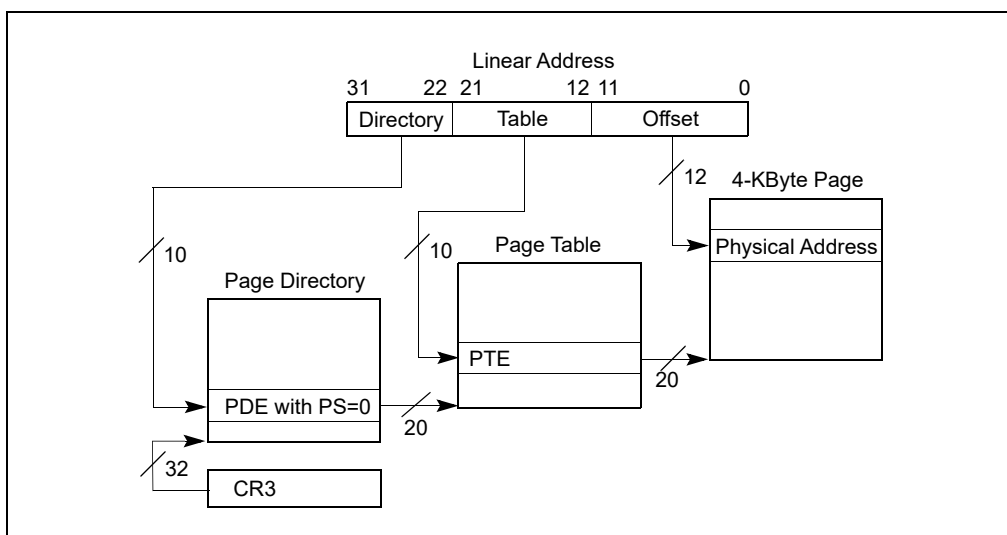 Linear Address
31 22 21 12 11 0
Directory Table Offset
12
4-KByte Page
Physical Address
10
10
Page Table
Page Directory
PTE
20
PDE with PS=0
20
32
CR3